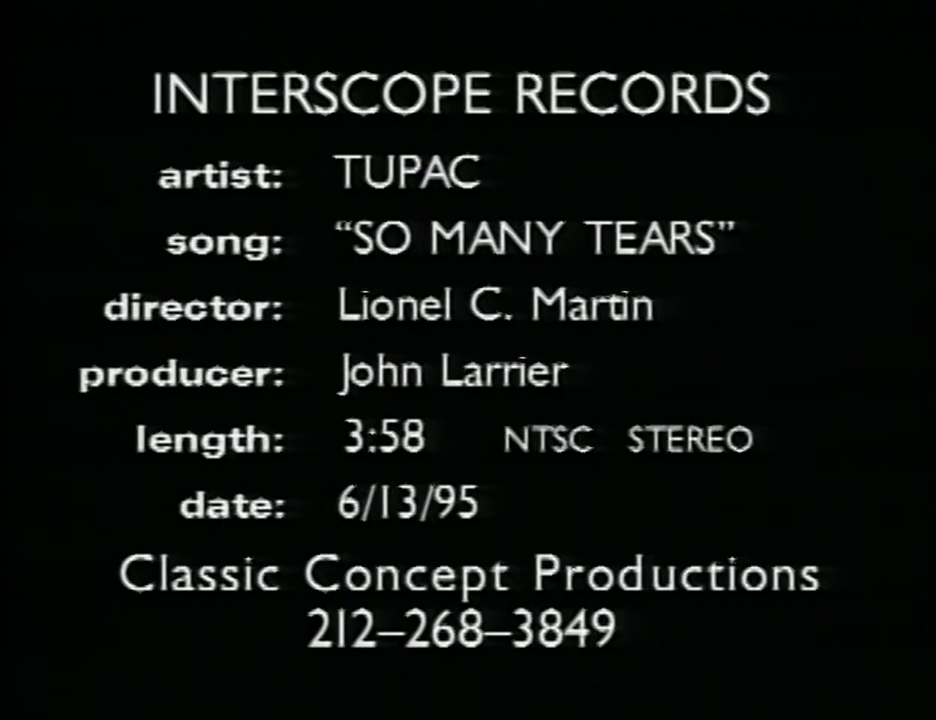 INTERSCOPE RECORDS
artist: TUPAC
song: “SO MANY TEARS”
director: Lionel C. Martin
producer: John Larrier
length: 3:58 NTSC STEREO
date: 6/13/95
Classic Concept Productions
212–268–3849